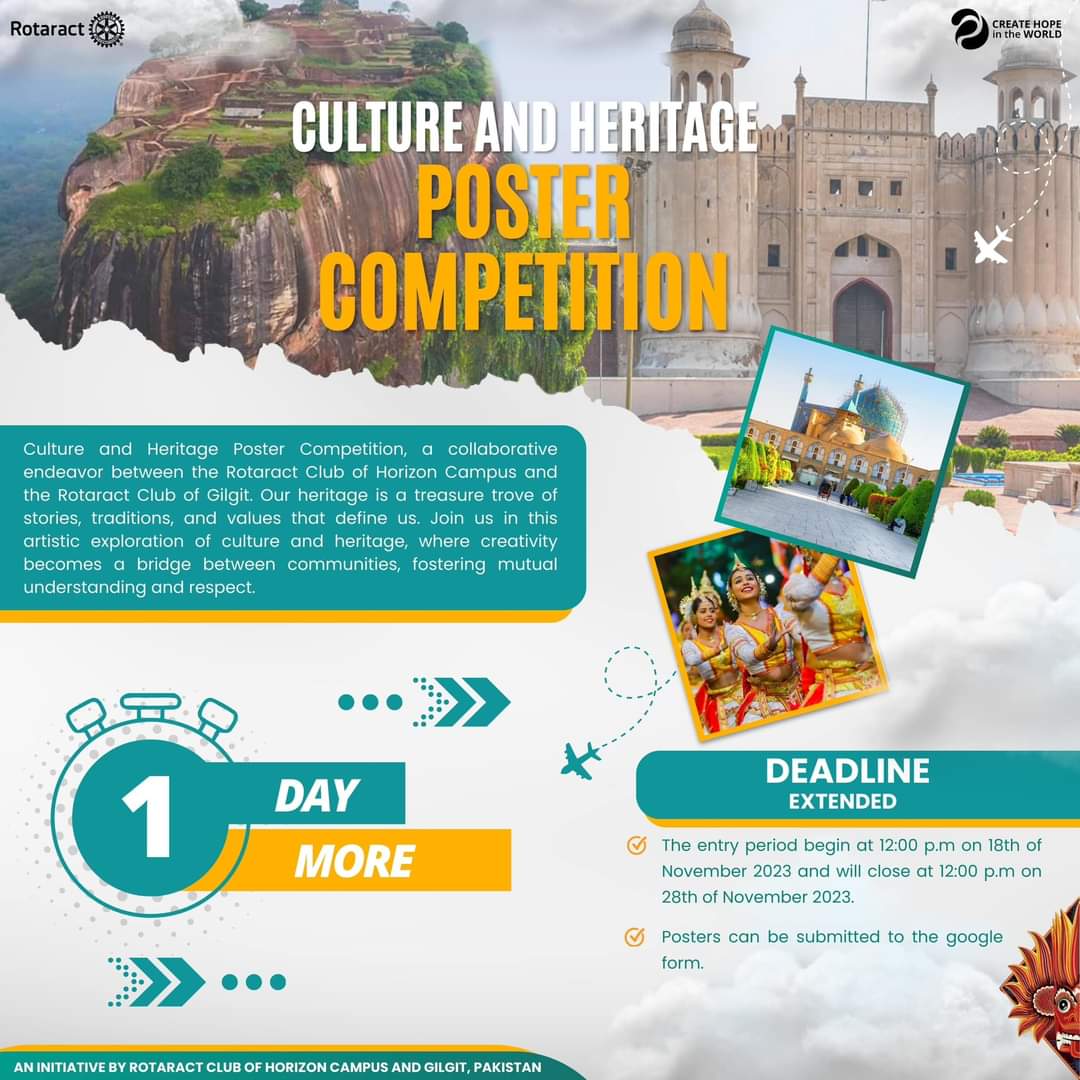 Rotaract
CREATE HOPE
in the WORLD
CULTURE AND HERITAGE
POSTER
COMPETITION
Culture and Heritage Poster Competition, a collaborative
endeavor between the Rotaract Club of Horizon Campus and
the Rotaract Club of Gilgit. Our heritage is a treasure trove of
stories, traditions, and values that define us. Join us in this
artistic exploration of culture and heritage, where creativity
becomes a bridge between communities, fostering mutual
understanding and respect.
1
DAY
MORE
DEADLINE
EXTENDED
The entry period begin at 12:00 p.m on 18th of
November 2023 and will close at 12:00 p.m on
28th of November 2023.
Posters can be submitted to the google
form.
AN INITIATIVE BY ROTARACT CLUB OF HORIZON CAMPUS AND GILGIT, PAKISTAN